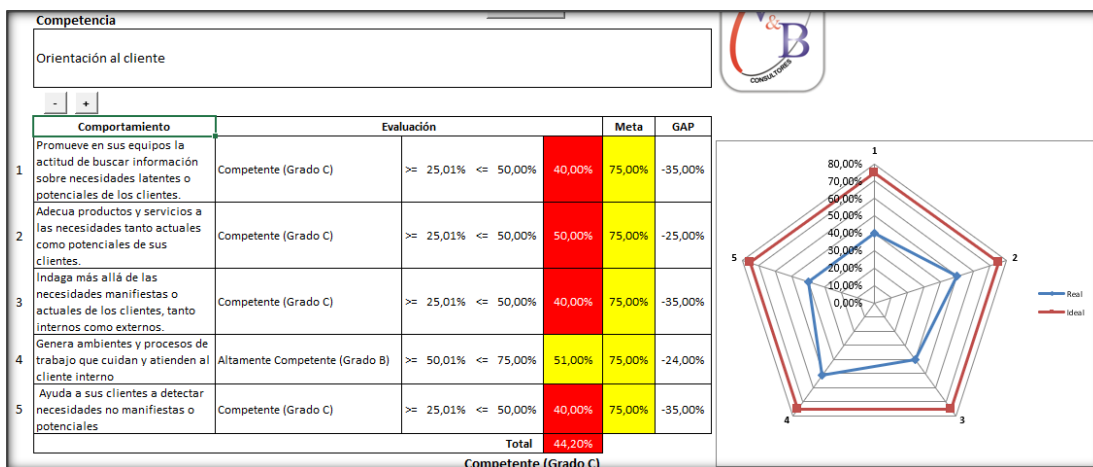 Competencia
&
B
CONSULTORES
Orientación al cliente
- +
Comportamiento Evaluación Meta GAP
Promueve en sus equipos la
actitud de buscar información
1 sobre necesidades latentes o Competente (Grado C) >= 25,01% <= 50,00% 40,00% 75,00% -35,00%
potenciales de los clientes.
Adecua productos y servicios a
las necesidades tanto actuales
2 como potenciales de sus Competente (Grado C) >= 25,01% <= 50,00% 50,00% 75,00% -25,00%
clientes.
Indaga más allá de las
necesidades manifiestas o
3 actuales de los clientes, tanto Competente (Grado C) >= 25,01% <= 50,00% 40,00% 75,00% -35,00%
internos como externos.
Genera ambientes y procesos de
4 trabajo que cuidan y atienden al Altamente Competente (Grado B) >= 50,01% <= 75,00% 51,00% 75,00% -24,00%
cliente interno
Ayuda a sus clientes a detectar
5 necesidades no manifiestas o Competente (Grado C) >= 25,01% <= 50,00% 40,00% 75,00% -35,00%
potenciales
Total 44,20%
Competente (Grado C)
1
80,00%
70,00%
60,00%
50,00%
40,00%
30,00%
20,00%
10,00%
0,00%
5 2
4 3
Real
Ideal